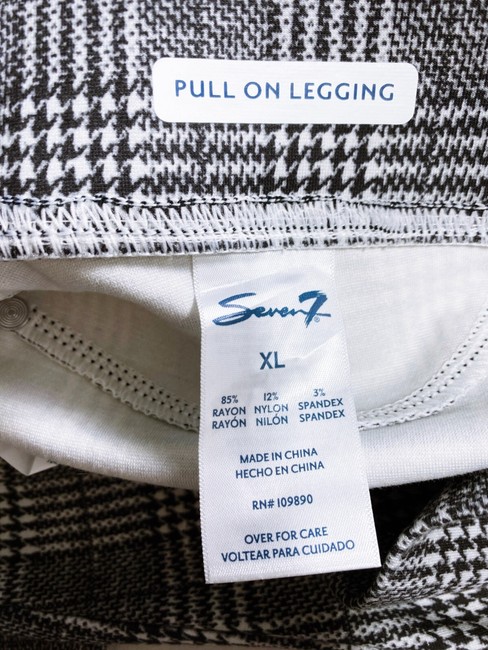 PULL ON LEGGING
Seven7
XL
85% 12% 3%
RAYON NYLON SPANDEX
RAYÓN NILÓN SPANDEX
MADE IN CHINA
HECHO EN CHINA
RN# 109890
OVER FOR CARE
VOLTEAR PARA CUIDADO